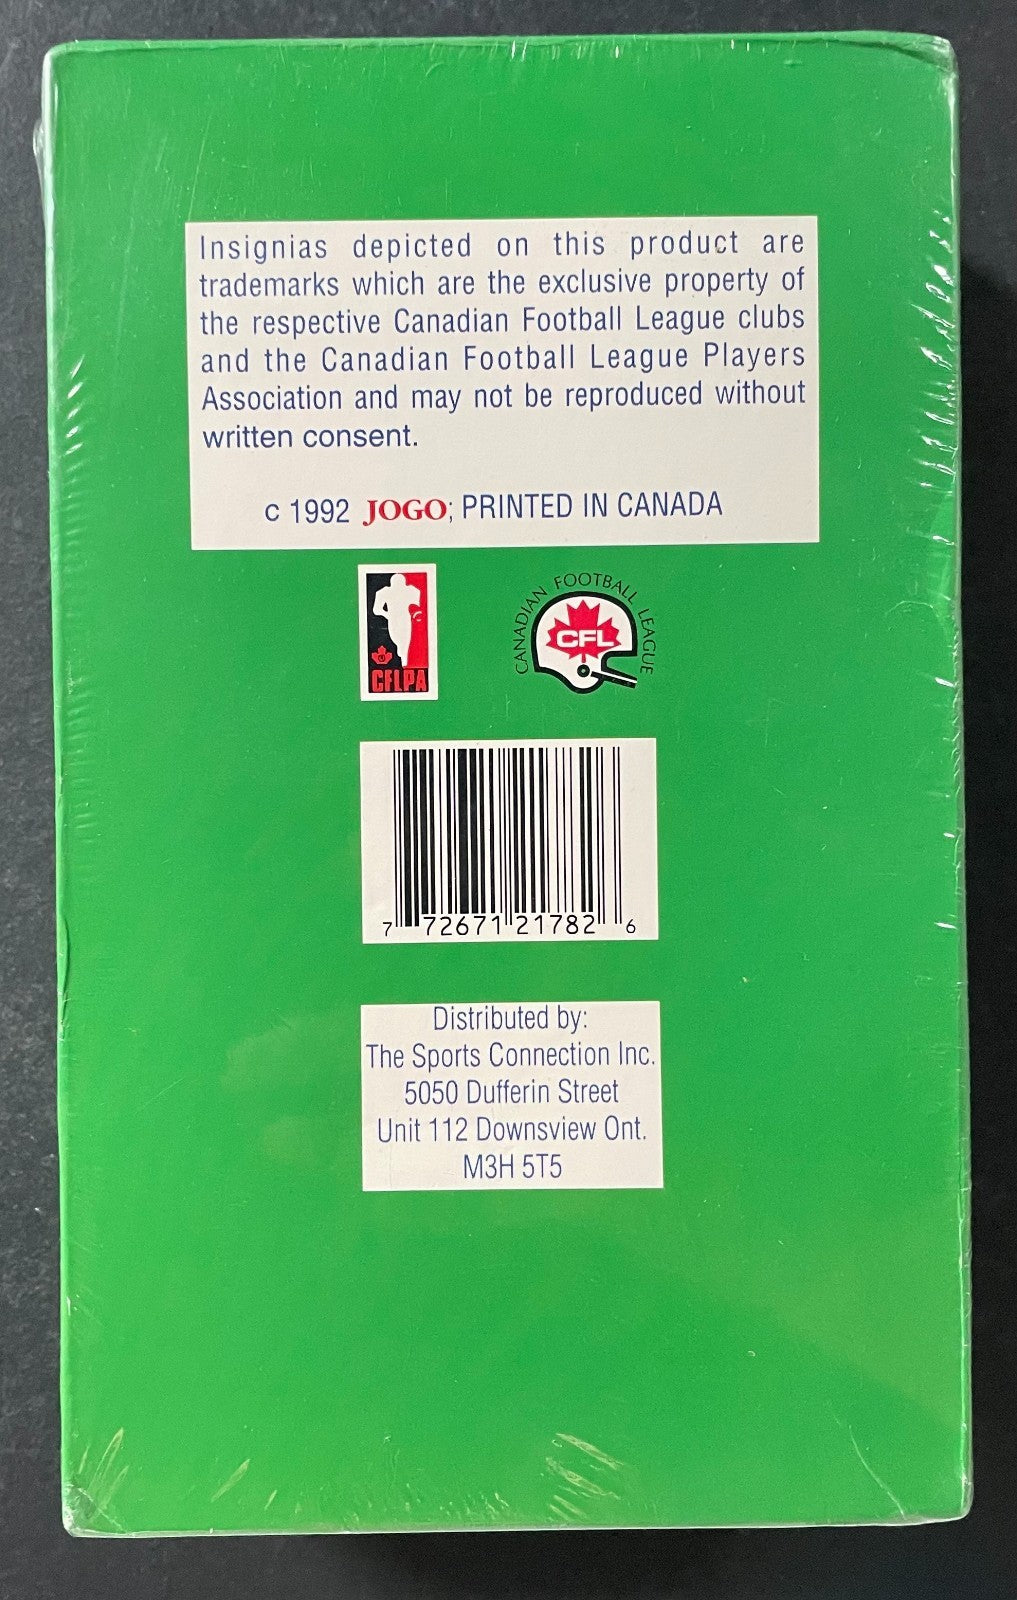 Insignias depicted on this product are
trademarks which are the exclusive property of
the respective Canadian Football League clubs
and the Canadian Football League Players
Association and may not be reproduced without
written consent.
c 1992 JOGO; PRINTED IN CANADA
CFLPA
CANADIAN FOOTBALL LEAGUE
CFL
7 72671 21782 6
Distributed by:
The Sports Connection Inc.
5050 Dufferin Street
Unit 112 Downsview Ont.
M3H 5T5